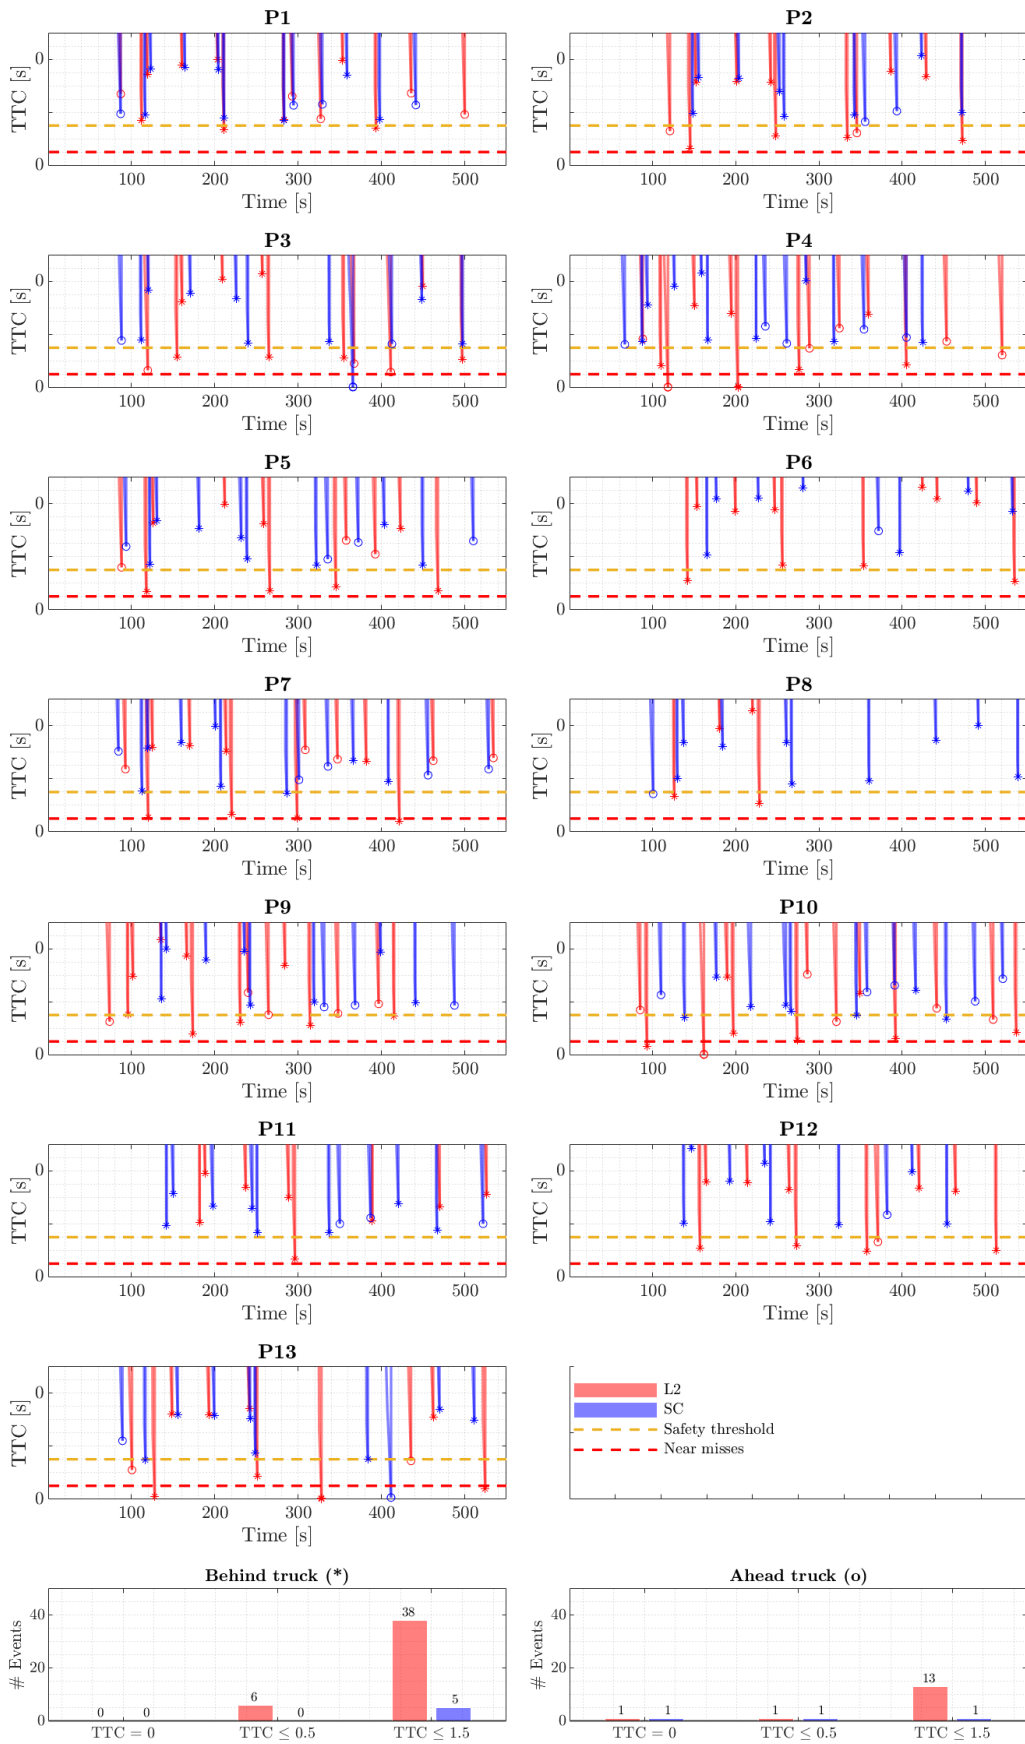 P1
P2
TTC [s]
0
0
100 200 300 400 500
Time [s]
TTC [s]
0
0
100 200 300 400 500
Time [s]
P3
P4
TTC [s]
0
0
100 200 300 400 500
Time [s]
TTC [s]
0
0
100 200 300 400 500
Time [s]
P5
P6
TTC [s]
0
0
100 200 300 400 500
Time [s]
TTC [s]
0
0
100 200 300 400 500
Time [s]
P7
P8
TTC [s]
0
0
100 200 300 400 500
Time [s]
TTC [s]
0
0
100 200 300 400 500
Time [s]
P9
P10
TTC [s]
0
0
100 200 300 400 500
Time [s]
TTC [s]
0
0
100 200 300 400 500
Time [s]
P11
P12
TTC [s]
0
0
100 200 300 400 500
Time [s]
TTC [s]
0
0
100 200 300 400 500
Time [s]
P13
TTC [s]
0
0
100 200 300 400 500
Time [s]
L2
SC
Safety threshold
Near misses
Behind truck (*)
# Events
40
20
0
0 0 6 0 38 5
TTC = 0 TTC ≤ 0.5 TTC ≤ 1.5
Ahead truck (o)
# Events
40
20
0
1 1 1 1 13 1
TTC = 0 TTC ≤ 0.5 TTC ≤ 1.5